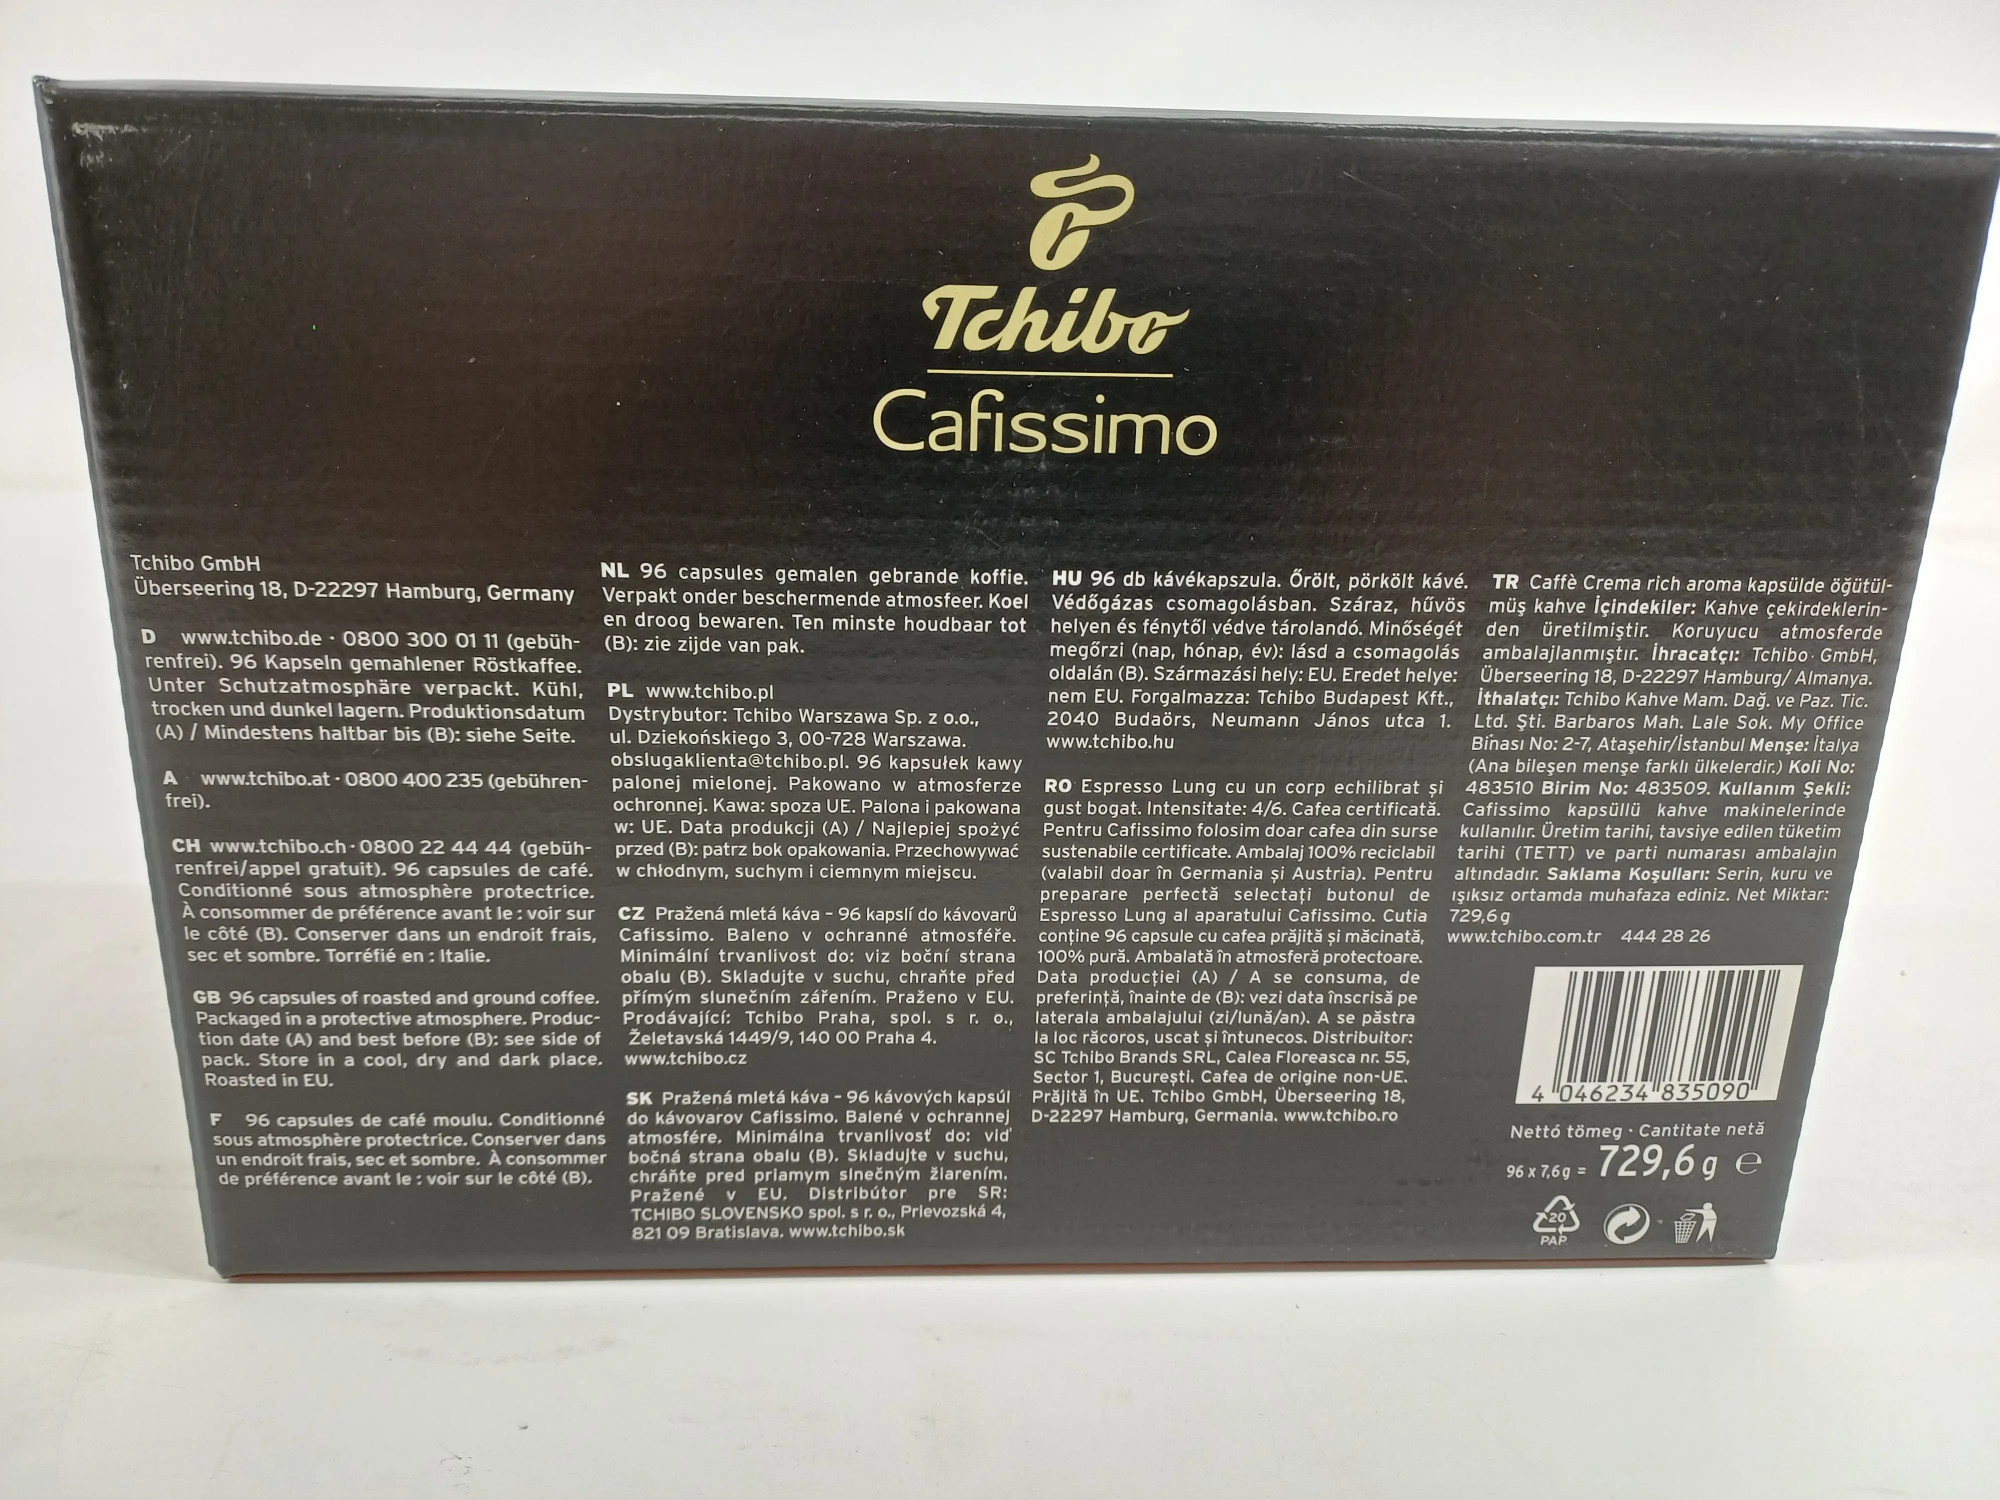 Tchibo
Cafissimo
Tchibo GmbH
Überseering 18, D-22297 Hamburg, Germany
D www.tchibo.de · 0800 300 01 11 (gebüh-
renfrei). 96 Kapseln gemahlener Röstkaffee.
Unter Schutzatmosphäre verpackt. Kühl,
trocken und dunkel lagern. Produktionsdatum
(A) / Mindestens haltbar bis (B): siehe Seite.
A www.tchibo.at · 0800 400 235 (gebühren-
frei).
CH www.tchibo.ch · 0800 22 44 44 (gebüh-
renfrei/appel gratuit). 96 capsules de café.
Conditionné sous atmosphère protectrice.
À consommer de préférence avant le : voir sur
le côté (B). Conserver dans un endroit frais,
sec et sombre. Torréfié en : Italie.
GB 96 capsules of roasted and ground coffee.
Packaged in a protective atmosphere. Produc-
tion date (A) and best before (B): see side of
pack. Store in a cool, dry and dark place.
Roasted in EU.
F 96 capsules de café moulu. Conditionné
sous atmosphère protectrice. Conserver dans
un endroit frais, sec et sombre. À consommer
de préférence avant le : voir sur le côté (B).
NL 96 capsules gemalen gebrande koffie.
Verpakt onder beschermende atmosfeer. Koel
en droog bewaren. Ten minste houdbaar tot
(B): zie zijde van pak.
PL www.tchibo.pl
Dystrybutor: Tchibo Warszawa Sp. z o.o.,
ul. Dziekońskiego 3, 00-728 Warszawa.
obslugaklienta@tchibo.pl. 96 kapsułek kawy
palonej mielonej. Pakowano w atmosferze
ochronnej. Kawa: spoza UE. Palona i pakowana
w: UE. Data produkcji (A) / Najlepiej spożyć
przed (B): patrz bok opakowania. Przechowywać
w chłodnym, suchym i ciemnym miejscu.
CZ Pražená mletá káva – 96 kapslí do kávovarů
Cafissimo. Baleno v ochranné atmosféře.
Minimální trvanlivost do: viz boční strana
obalu (B). Skladujte v suchu, chraňte před
přímým slunečním zářením. Praženo v EU.
Prodávající: Tchibo Praha, spol. s r. o.,
Želetavská 1449/9, 140 00 Praha 4.
www.tchibo.cz
SK Pražená mletá káva – 96 kávových kapsúl
do kávovarov Cafissimo. Balené v ochrannej
atmosfére. Minimálna trvanlivosť do: viď
bočná strana obalu (B). Skladujte v suchu,
chráňte pred priamym slnečným žiarením.
Pražené v EU. Distribútor pre SR:
TCHIBO SLOVENSKO spol. s r. o., Prievozská 4,
821 09 Bratislava. www.tchibo.sk
HU 96 db kávékapszula. Őrölt, pörkölt kávé.
Védőgázas csomagolásban. Száraz, hűvös
helyen és fénytől védve tárolandó. Minőségét
megőrzi (nap, hónap, év): lásd a csomagolás
oldalán (B). Származási hely: EU. Eredet helye:
nem EU. Forgalmazza: Tchibo Budapest Kft.,
2040 Budaörs, Neumann János utca 1.
www.tchibo.hu
RO Espresso Lung cu un corp echilibrat și
gust bogat. Intensitate: 4/6. Cafea certificată.
Pentru Cafissimo folosim doar cafea din surse
sustenabile certificate. Ambalaj 100% reciclabil
(valabil doar în Germania și Austria). Pentru
preparare perfectă selectați butonul de
Espresso Lung al aparatului Cafissimo. Cutia
conține 96 capsule cu cafea prăjită și măcinată,
100% pură. Ambalată în atmosferă protectoare.
Data producției (A) / A se consuma, de
preferință, înainte de (B): vezi data înscrisă pe
laterala ambalajului (zi/lună/an). A se păstra
la loc răcoros, uscat și întunecos. Distribuitor:
SC Tchibo Brands SRL, Calea Floreasca nr. 55,
Sector 1, București. Cafea de origine non-UE.
Prăjită în UE. Tchibo GmbH, Überseering 18,
D-22297 Hamburg, Germania. www.tchibo.ro
TR Caffè Crema rich aroma kapsülde öğütül-
müş kahve İçindekiler: Kahve çekirdeklerin-
den üretilmiştir. Koruyucu atmosferde
ambalajlanmıştır. İhracatçı: Tchibo GmbH,
Überseering 18, D-22297 Hamburg/ Almanya.
İthalatçı: Tchibo Kahve Mam. Dağ. ve Paz. Tic.
Ltd. Şti. Barbaros Mah. Lale Sok. My Office
Binası No: 2-7, Ataşehir/İstanbul Menşe: İtalya
(Ana bileşen menşe farklı ülkelerdir.) Koli No:
483510 Birim No: 483509. Kullanım Şekli:
Cafissimo kapsüllü kahve makinelerinde
kullanılır. Üretim tarihi, tavsiye edilen tüketim
tarihi (TETT) ve parti numarası ambalajın
altındadır. Saklama Koşulları: Serin, kuru ve
ışıksız ortamda muhafaza ediniz. Net Miktar:
729,6 g
www.tchibo.com.tr 444 28 26
4 046234 835090
Nettó tömeg · Cantitate netă
96 x 7,6 g = 729,6 g ℮
20
PAP